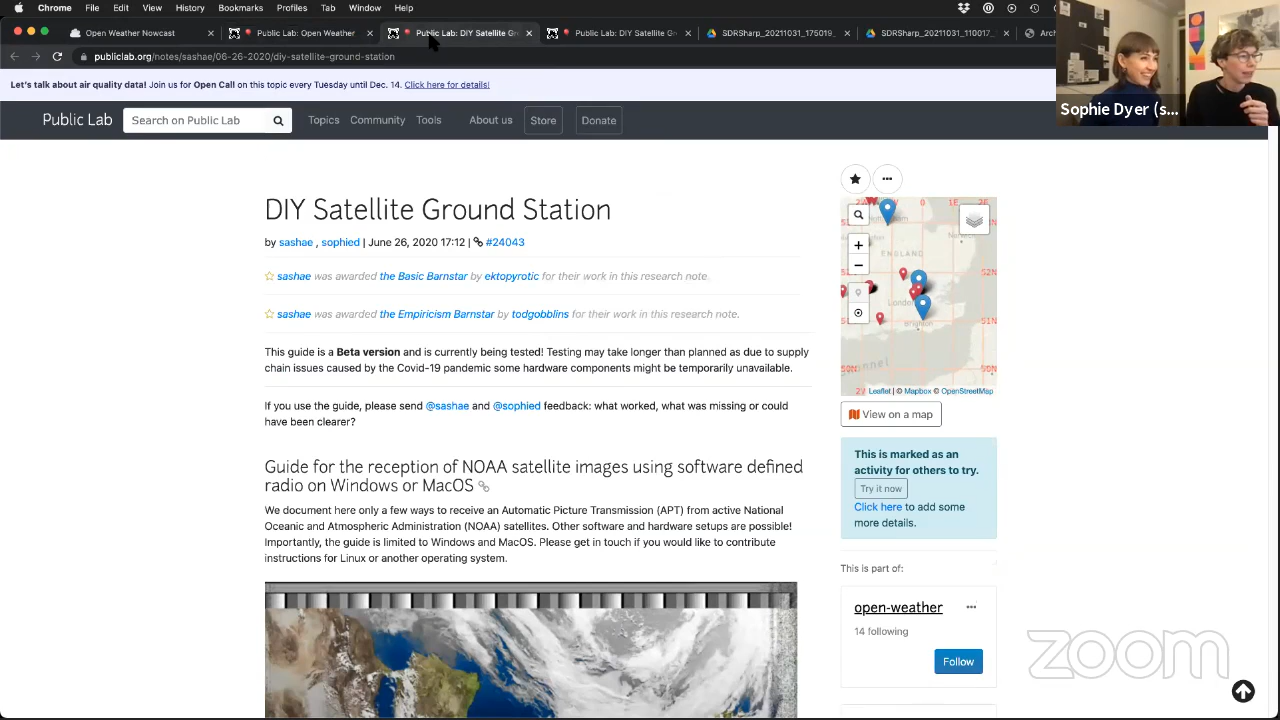 Chrome File Edit View History Bookmarks Profiles Tab Window Help
Open Weather Nowcast
Public Lab: Open Weather
Public Lab: DIY Satellite Gr
Public Lab: DIY Satellite Gr
SDRSharp_20211031_175019_
SDRSharp_20211031_110017_
publiclab.org/notes/sashae/06-26-2020/diy-satellite-ground-station
Let's talk about air quality data! Join us for Open Call on this topic every Tuesday until Dec. 14. Click here for details!
Public Lab
Search on Public Lab
Topics Community Tools About us Store Donate
Sophie Dyer (s...
DIY Satellite Ground Station
by sashae , sophied | June 26, 2020 17:12 | #24043
sashae was awarded the Basic Barnstar by ektopyrotic for their work in this research note.
sashae was awarded the Empiricism Barnstar by todgobblins for their work in this research note.
This guide is a Beta version and is currently being tested! Testing may take longer than planned as due to supply
chain issues caused by the Covid-19 pandemic some hardware components might be temporarily unavailable.
If you use the guide, please send @sashae and @sophied feedback: what worked, what was missing or could
have been clearer?
Guide for the reception of NOAA satellite images using software defined
radio on Windows or MacOS
We document here only a few ways to receive an Automatic Picture Transmission (APT) from active National
Oceanic and Atmospheric Administration (NOAA) satellites. Other software and hardware setups are possible!
Importantly, the guide is limited to Windows and MacOS. Please get in touch if you would like to contribute
instructions for Linux or another operating system.
ENGLAND
52N
51N
Brighton
Leaflet | © Mapbox © OpenStreetMap
View on a map
This is marked as an
activity for others to try.
Try it now
Click here to add some
more details.
This is part of:
open-weather
14 following
Follow
zoom